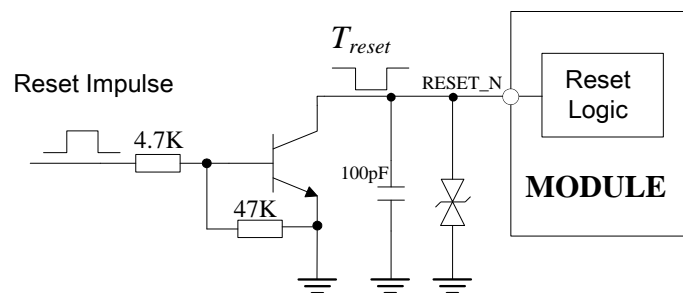 T_reset
Reset Impulse
RESET_N
Reset
Logic
4.7K
100pF
MODULE
47K